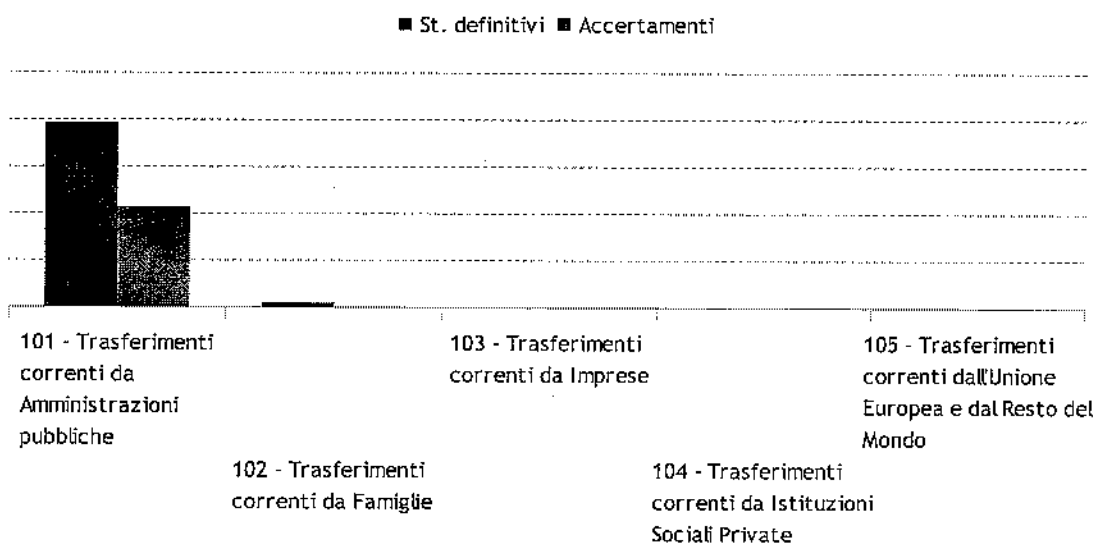 St. definitivi Accertamenti
101 - Trasferimenti
correnti da
Amministrazioni
pubbliche
102 - Trasferimenti
correnti da Famiglie
103 - Trasferimenti
correnti da Imprese
104 - Trasferimenti
correnti da Istituzioni
Sociali Private
105 - Trasferimenti
correnti dall'Unione
Europea e dal Resto del
Mondo